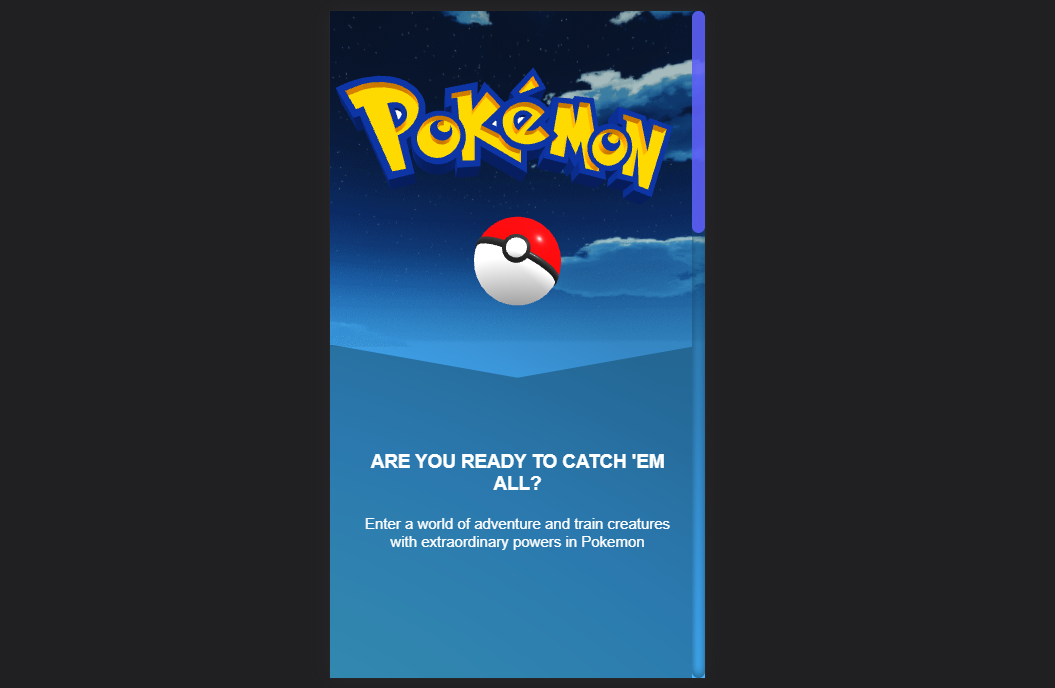 Pokémon
ARE YOU READY TO CATCH 'EM
ALL?
Enter a world of adventure and train creatures
with extraordinary powers in Pokemon